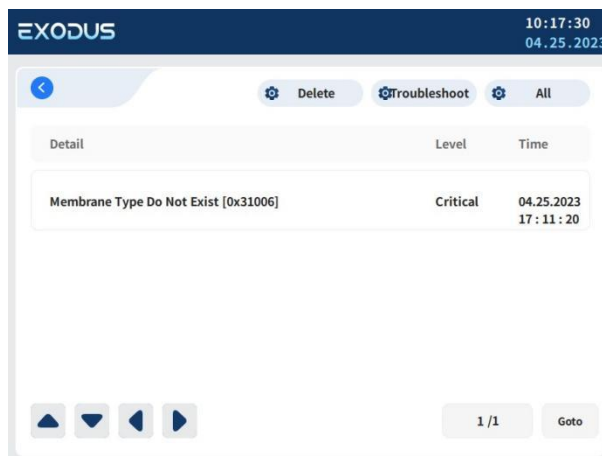 EXODUS
10:17:30
04.25.2023
Delete
Troubleshoot
All
Detail Level Time
Membrane Type Do Not Exist [0x31006] Critical 04.25.2023
17 : 11 : 20
1 /1
Goto